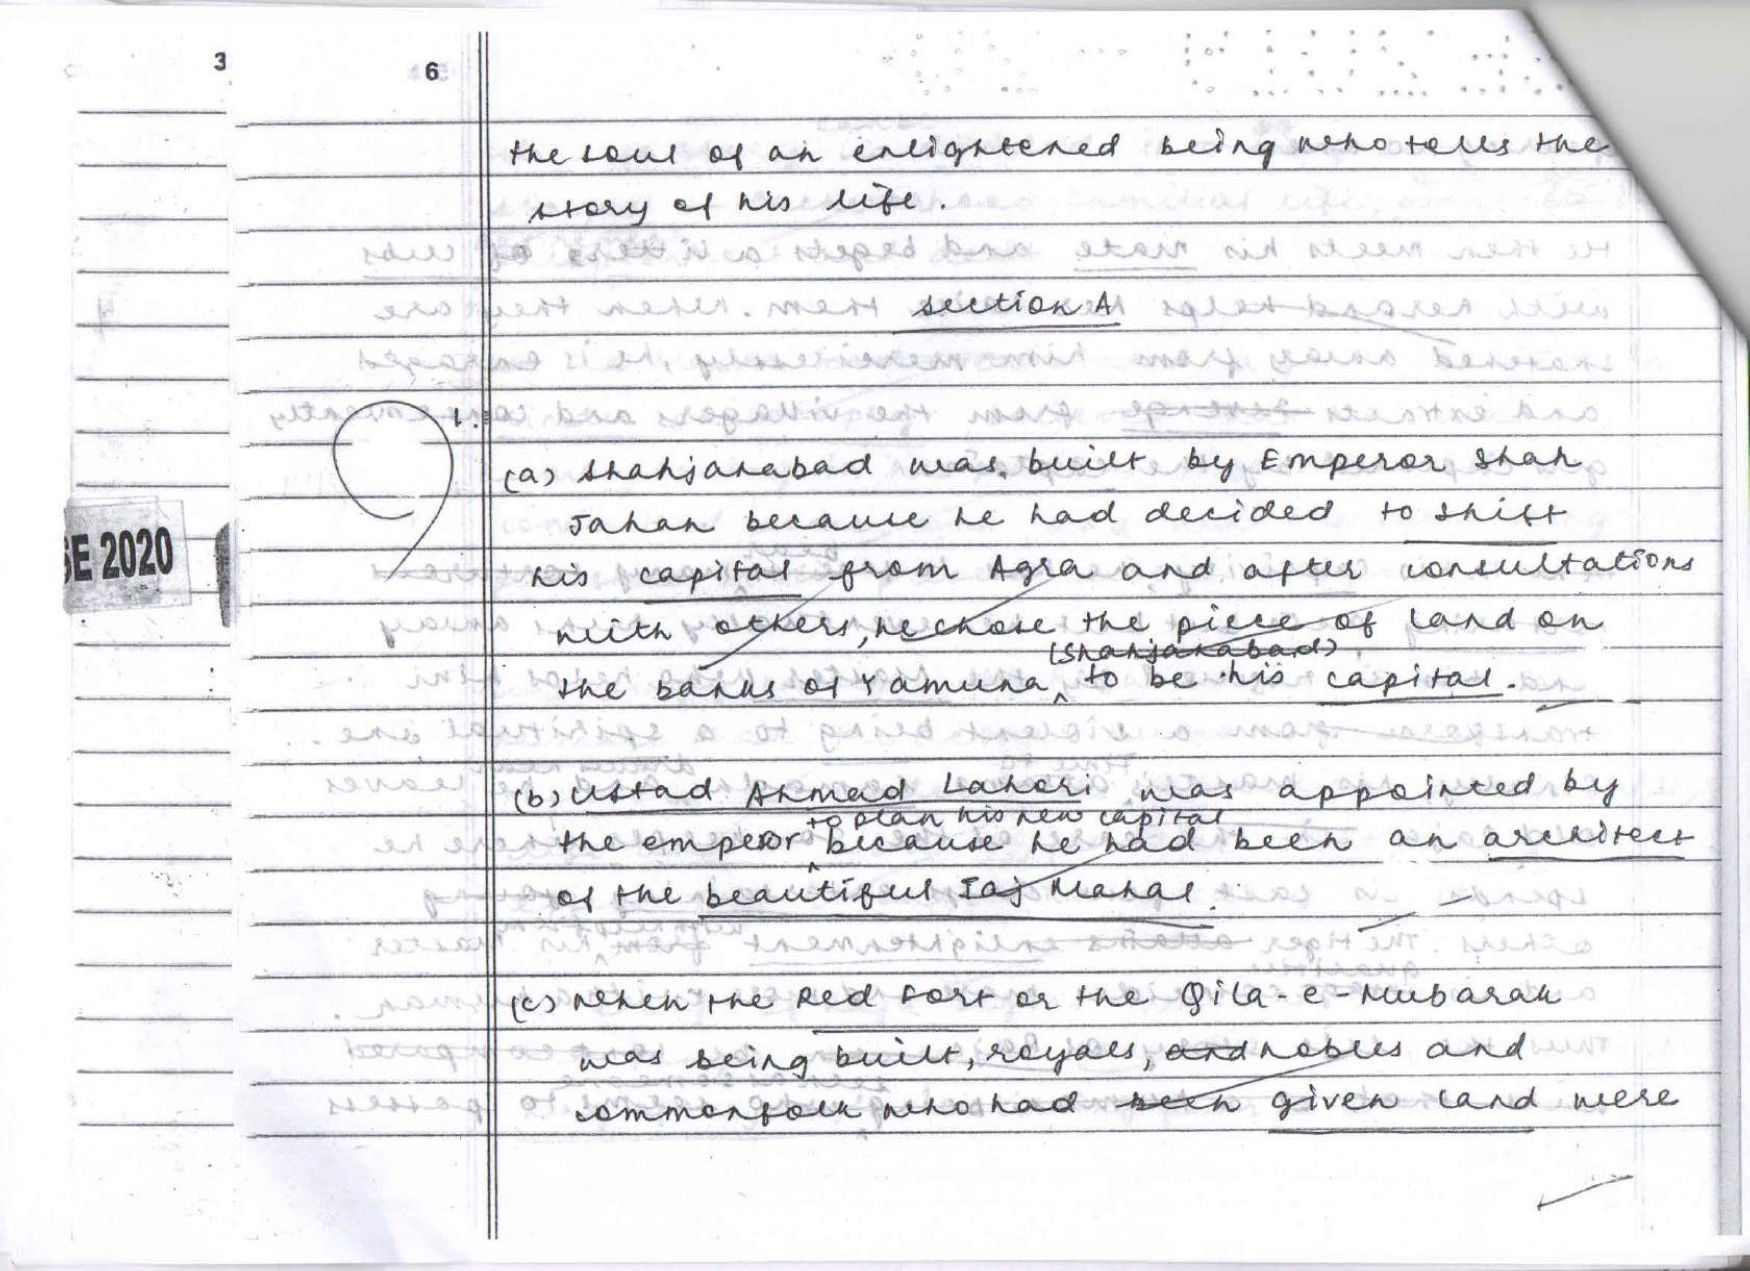 3
6
the soul of an enlightened being who tells the
story of his life.
Section A
9
1.
(a) Shahjahabad was built by Emperor Shah
Jahan because he had decided to shift
his capital from Agra and after consultations
with others, he chose the piece of land on
(Shahjahabad)
the banks of Yamuna ^ to be his capital.
SE 2020
(b) Ustad Ahmad Lahori was appointed by
to plan his new capital
the emperor ^ because he had been an architect
of the beautiful Taj Mahal.
(c) When the Red Fort or the Qila-e-Mubarak
was being built, royals, and nobles and
commonfolk who had been given land were